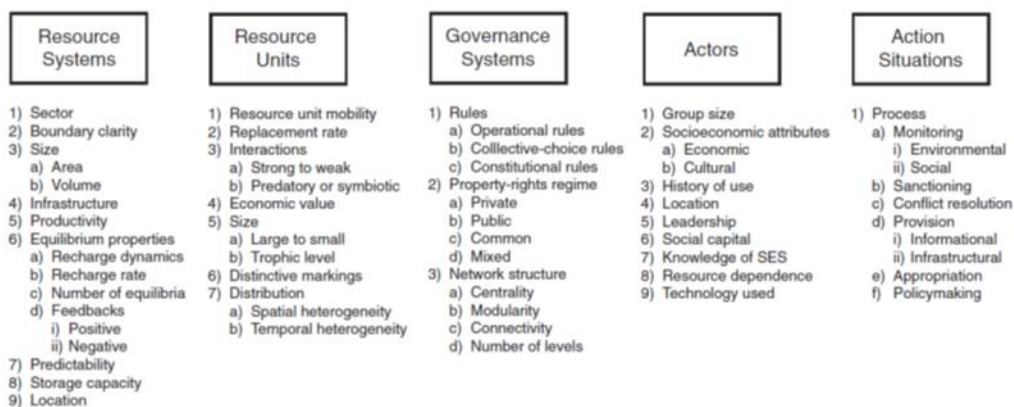 Resource
Systems
1) Sector
2) Boundary clarity
3) Size
a) Area
b) Volume
4) Infrastructure
5) Productivity
6) Equilibrium properties
a) Recharge dynamics
b) Recharge rate
c) Number of equilibria
d) Feedbacks
i) Positive
ii) Negative
7) Predictability
8) Storage capacity
9) Location
Resource
Units
1) Resource unit mobility
2) Replacement rate
3) Interactions
a) Strong to weak
b) Predatory or symbiotic
4) Economic value
5) Size
a) Large to small
b) Trophic level
6) Distinctive markings
7) Distribution
a) Spatial heterogeneity
b) Temporal heterogeneity
Governance
Systems
1) Rules
a) Operational rules
b) Colllective-choice rules
c) Constitutional rules
2) Property-rights regime
a) Private
b) Public
c) Common
d) Mixed
3) Network structure
a) Centrality
b) Modularity
c) Connectivity
d) Number of levels
Actors
1) Group size
2) Socioeconomic attributes
a) Economic
b) Cultural
3) History of use
4) Location
5) Leadership
6) Social capital
7) Knowledge of SES
8) Resource dependence
9) Technology used
Action
Situations
1) Process
a) Monitoring
i) Environmental
ii) Social
b) Sanctioning
c) Conflict resolution
d) Provision
i) Informational
ii) Infrastructural
e) Appropriation
f) Policymaking